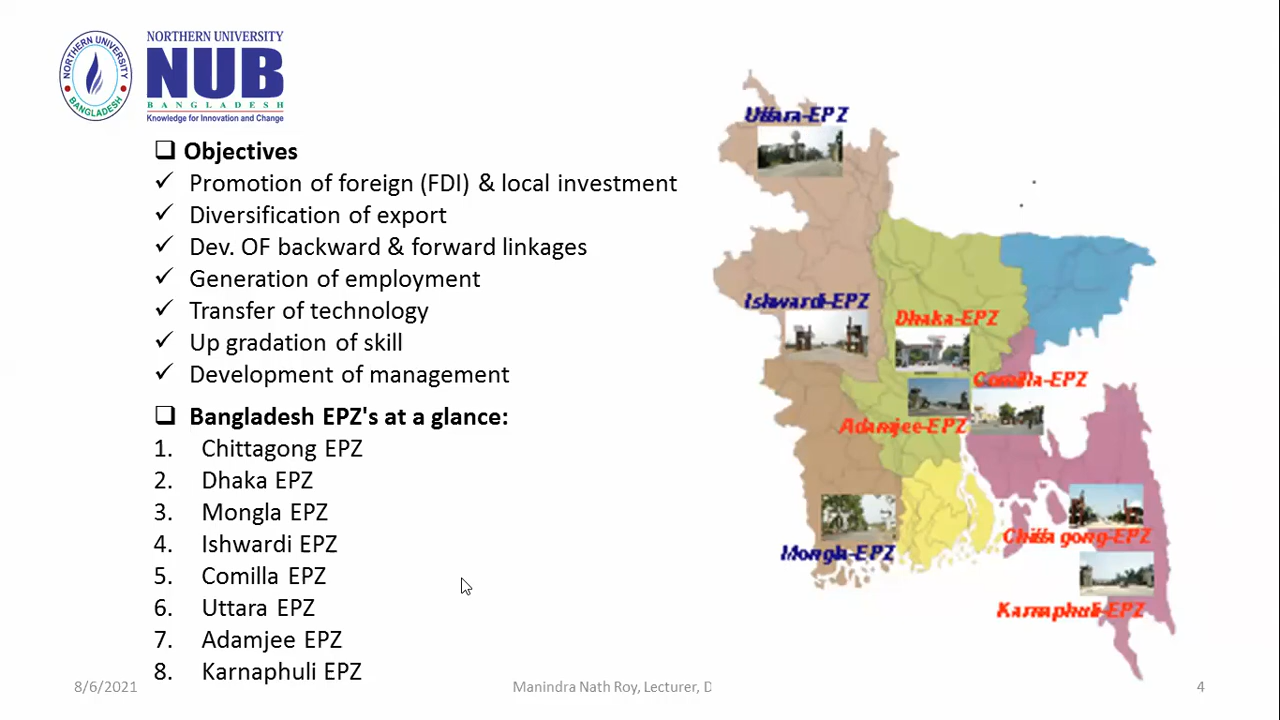 NORTHERN UNIVERSITY
NUB
BANGLADESH
Knowledge for Innovation and Change
NORTHERN UNIVERSITY
BANGLADESH
Objectives
✓ Promotion of foreign (FDI) & local investment
✓ Diversification of export
✓ Dev. OF backward & forward linkages
✓ Generation of employment
✓ Transfer of technology
✓ Up gradation of skill
✓ Development of management
Bangladesh EPZ's at a glance:
1. Chittagong EPZ
2. Dhaka EPZ
3. Mongla EPZ
4. Ishwardi EPZ
5. Comilla EPZ
6. Uttara EPZ
7. Adamjee EPZ
8. Karnaphuli EPZ
Uttara-EPZ
Ishwardi-EPZ
Dhaka-EPZ
Comilla-EPZ
Adamjee-EPZ
Chittagong-EPZ
Mongla-EPZ
Karnaphuli-EPZ
8/6/2021
Manindra Nath Roy, Lecturer, D
4